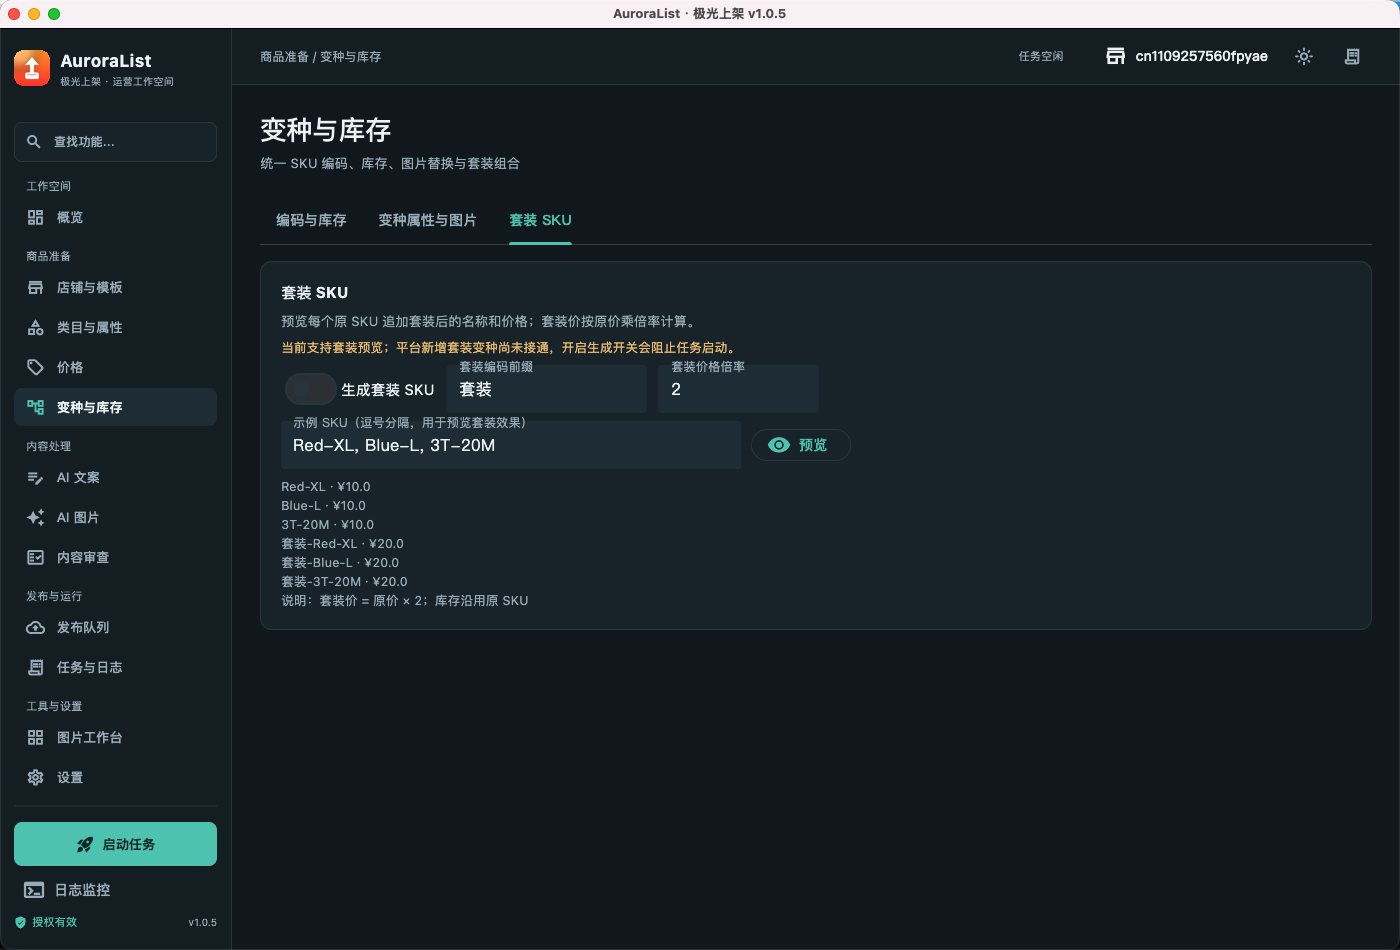 AuroraList · 极光上架 v1.0.5
AuroraList
极光上架 · 运营工作空间
查找功能...
工作空间
概览
商品准备
店铺与模板
类目与属性
价格
变种与库存
内容处理
AI 文案
AI 图片
内容审查
发布与运行
发布队列
任务与日志
工具与设置
图片工作台
设置
启动任务
日志监控
授权有效
v1.0.5
商品准备 / 变种与库存
任务空闲
cn1109257560fpyae
变种与库存
统一 SKU 编码、库存、图片替换与套装组合
编码与库存
变种属性与图片
套装 SKU
套装 SKU
预览每个原 SKU 追加套装后的名称和价格；套装价按原价乘倍率计算。
当前支持套装预览；平台新增套装变种尚未接通，开启生成开关会阻止任务启动。
生成套装 SKU
套装编码前缀
套装
套装价格倍率
2
示例 SKU（逗号分隔，用于预览套装效果）
Red-XL, Blue-L, 3T-20M
预览
Red-XL · ¥10.0
Blue-L · ¥10.0
3T-20M · ¥10.0
套装-Red-XL · ¥20.0
套装-Blue-L · ¥20.0
套装-3T-20M · ¥20.0
说明：套装价 = 原价 × 2；库存沿用原 SKU